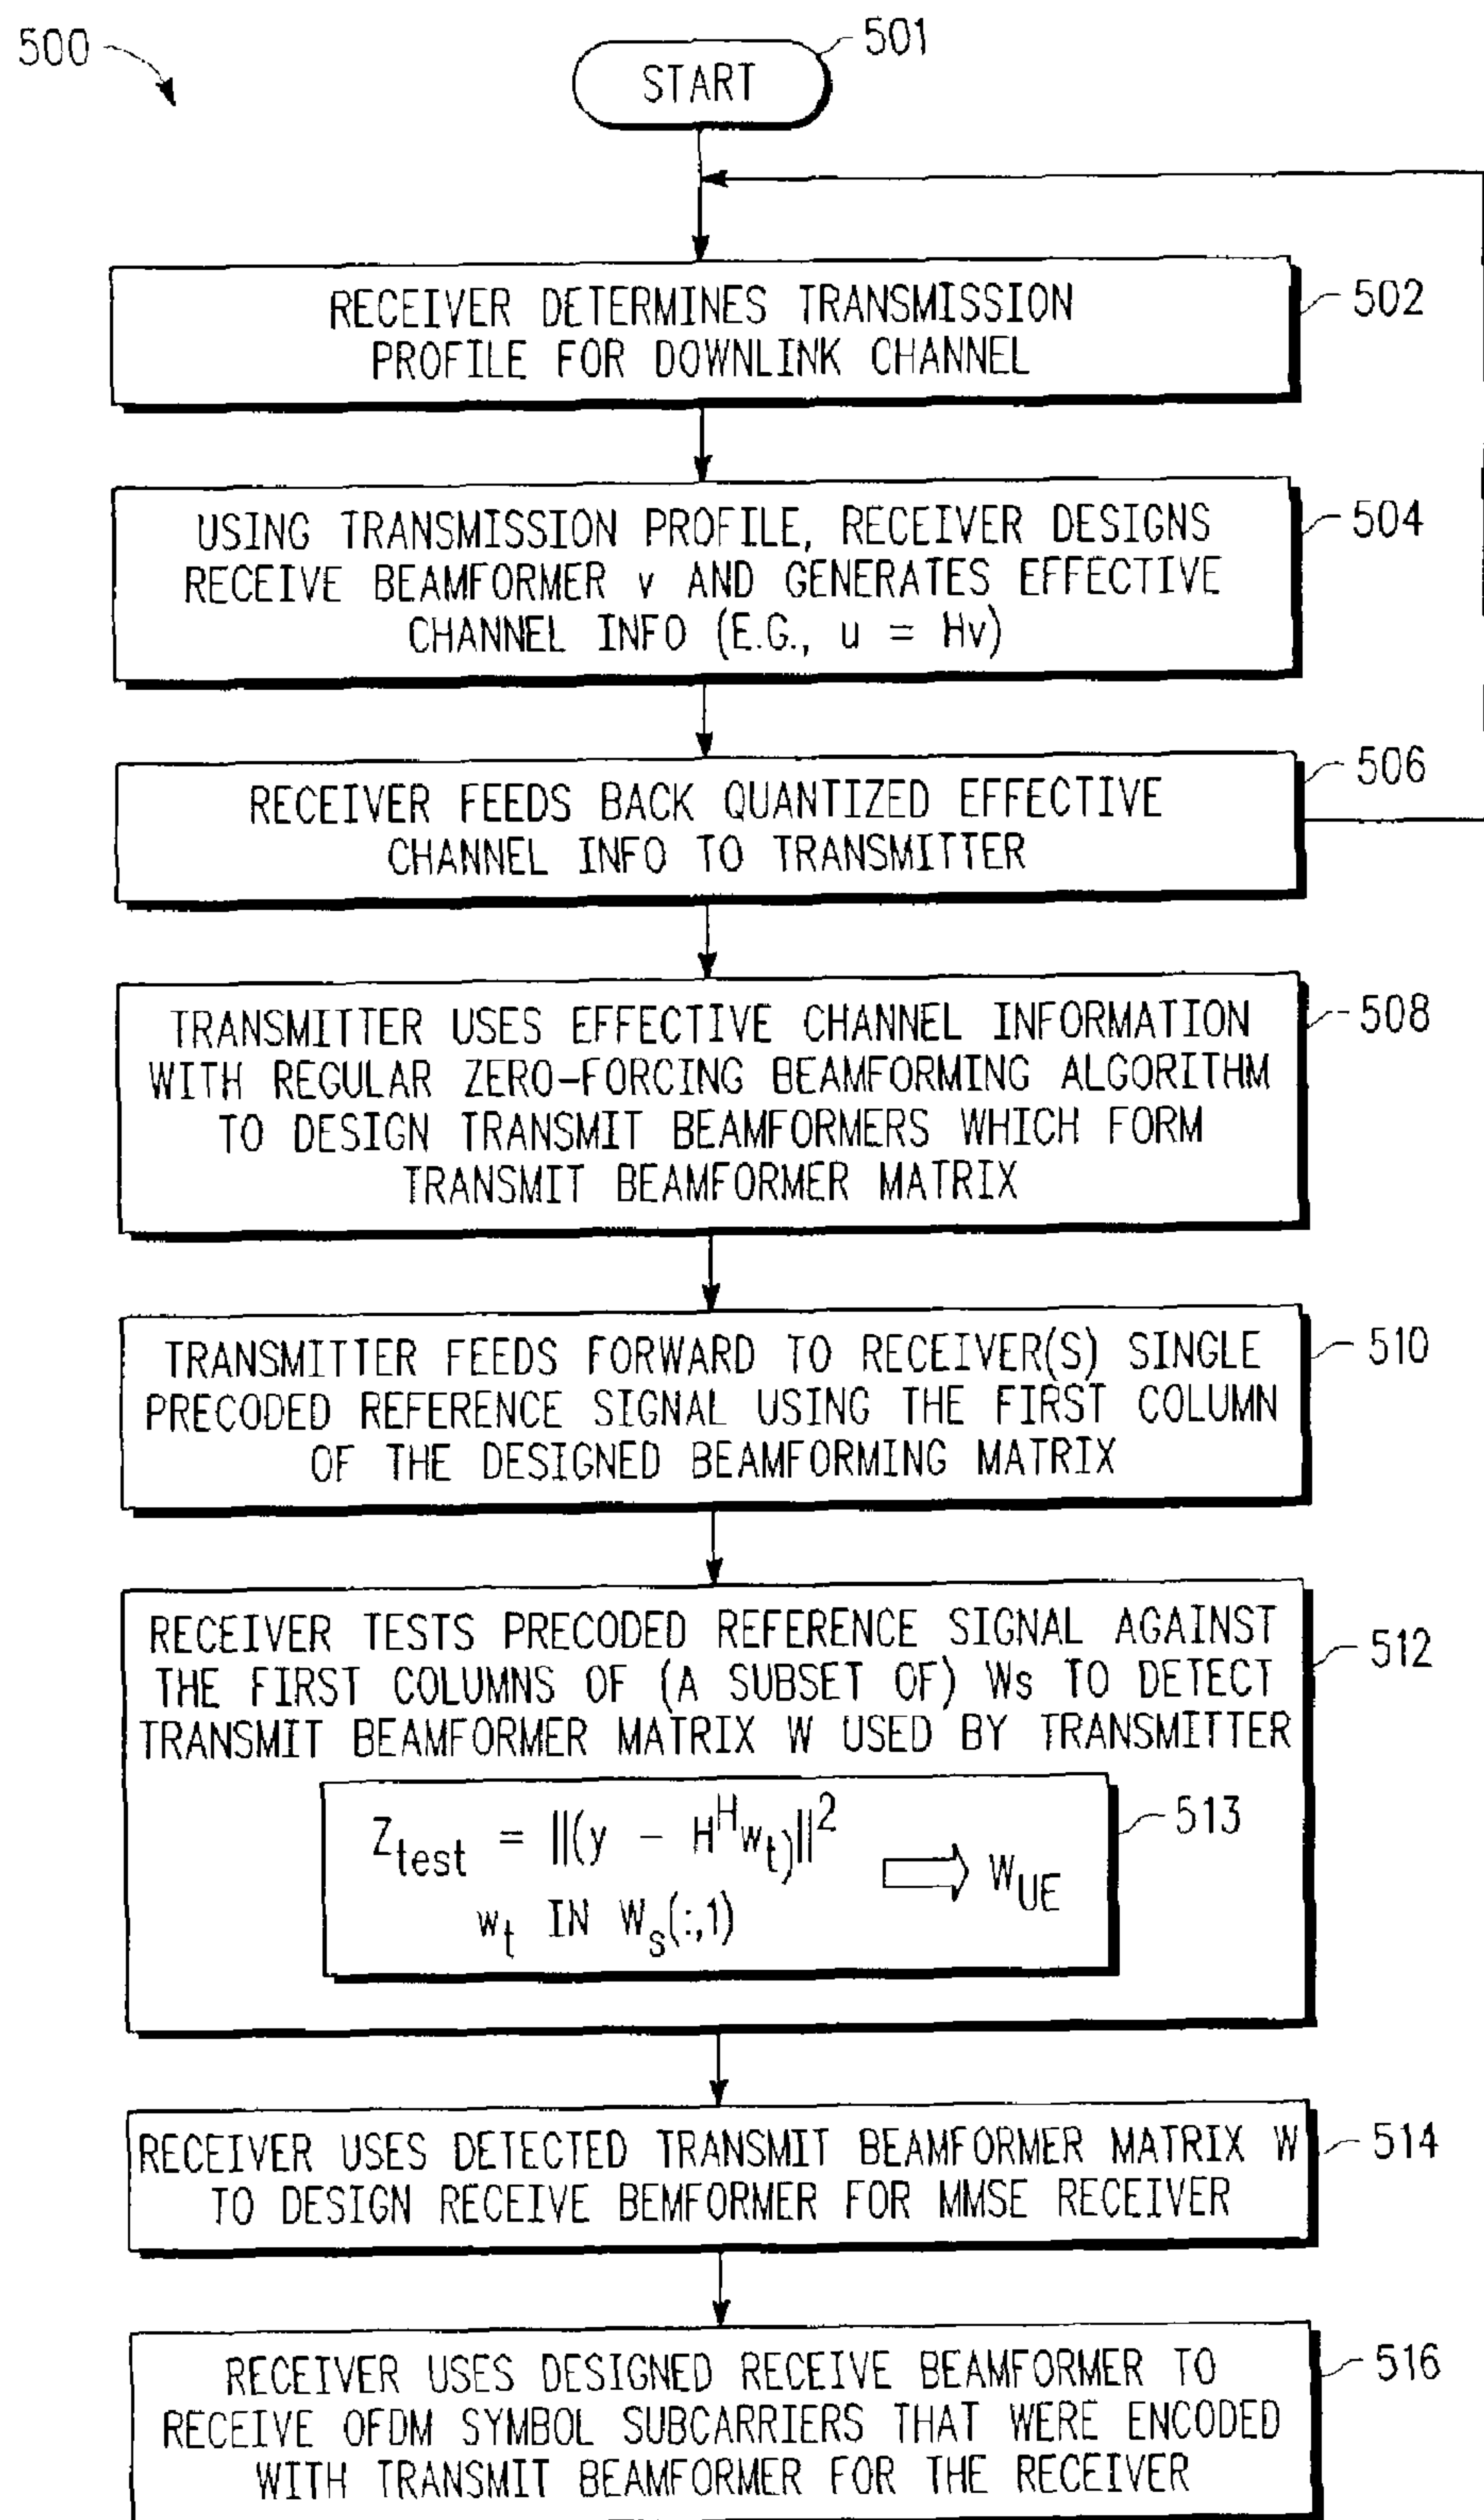 500
START
501
RECEIVER DETERMINES TRANSMISSION
PROFILE FOR DOWNLINK CHANNEL
502
USING TRANSMISSION PROFILE, RECEIVER DESIGNS
RECEIVE BEAMFORMER v AND GENERATES EFFECTIVE
CHANNEL INFO (E.G., u = Hv)
504
RECEIVER FEEDS BACK QUANTIZED EFFECTIVE
CHANNEL INFO TO TRANSMITTER
506
TRANSMITTER USES EFFECTIVE CHANNEL INFORMATION
WITH REGULAR ZERO-FORCING BEAMFORMING ALGORITHM
TO DESIGN TRANSMIT BEAMFORMERS WHICH FORM
TRANSMIT BEAMFORMER MATRIX
508
TRANSMITTER FEEDS FORWARD TO RECEIVER(S) SINGLE
PRECODED REFERENCE SIGNAL USING THE FIRST COLUMN
OF THE DESIGNED BEAMFORMING MATRIX
510
RECEIVER TESTS PRECODED REFERENCE SIGNAL AGAINST
THE FIRST COLUMNS OF (A SUBSET OF) Ws TO DETECT
TRANSMIT BEAMFORMER MATRIX W USED BY TRANSMITTER
512
Z_test = ||(y - H^H w_t)||^2 ⇨ W_UE
w_t IN W_s(:,1)
513
RECEIVER USES DETECTED TRANSMIT BEAMFORMER MATRIX W
TO DESIGN RECEIVE BEMFORMER FOR MMSE RECEIVER
514
RECEIVER USES DESIGNED RECEIVE BEAMFORMER TO
RECEIVE OFDM SYMBOL SUBCARRIERS THAT WERE ENCODED
WITH TRANSMIT BEAMFORMER FOR THE RECEIVER
516